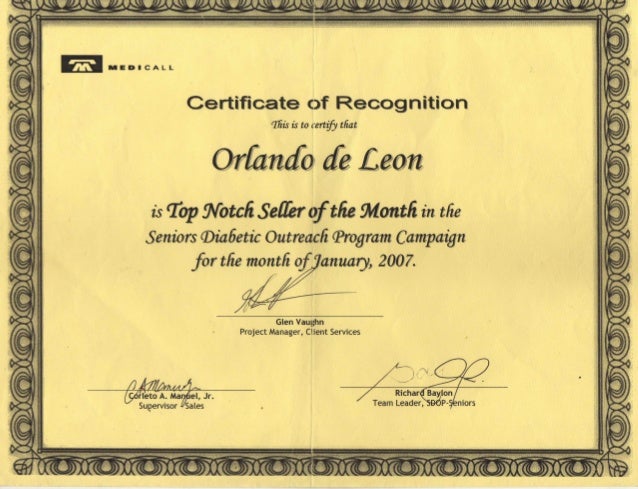 MEDICALL
Certificate of Recognition
This is to certify that
Orlando de Leon
is Top Notch Seller of the Month in the
Seniors Diabetic Outreach Program Campaign
for the month of January, 2007.
Glen Vaughn
Project Manager, Client Services
Corleto A. Manuel, Jr.
Supervisor - Sales
Richard Baylon
Team Leader, SDOP-Seniors